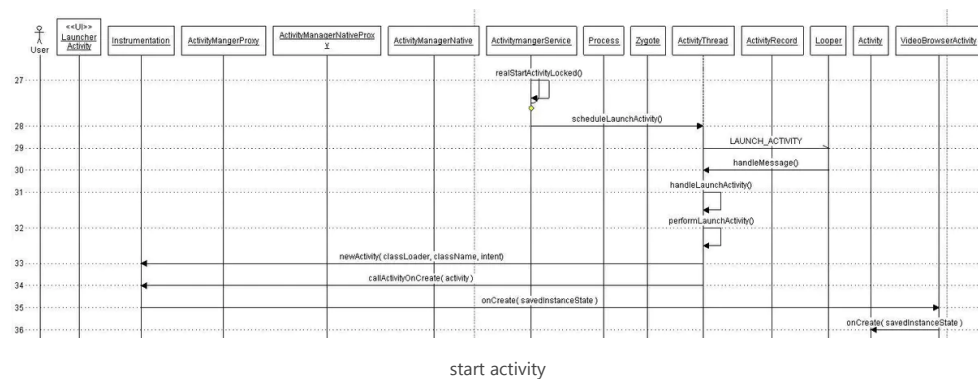 <<UI>>
Launcher
Activity
User
Instrumentation
ActivityMangerProxy
ActivityManagerNativeProx
y
ActivityManagerNative
ActivitymangerService
Process
Zygote
ActivityThread
ActivityRecord
Looper
Activity
VideoBrowserActivity
27
realStartActivityLocked()
28
scheduleLaunchActivity()
29
LAUNCH_ACTIVITY
30
handleMessage()
31
handleLaunchActivity()
32
performLaunchActivity()
33
newActivity( classLoader, className, intent)
34
callActivityOnCreate( activity )
35
onCreate( savedInstanceState )
36
onCreate( savedInstanceState )
start activity